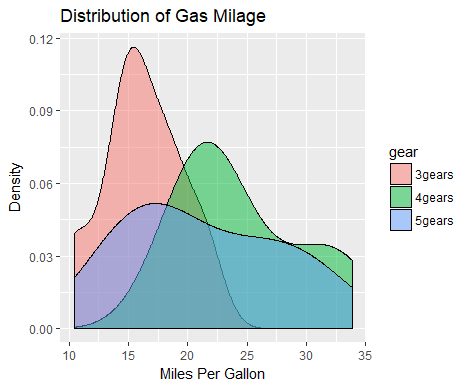 Distribution of Gas Milage
0.12
0.09
0.06
0.03
0.00
Density
10 15 20 25 30 35
Miles Per Gallon
gear
3gears
4gears
5gears